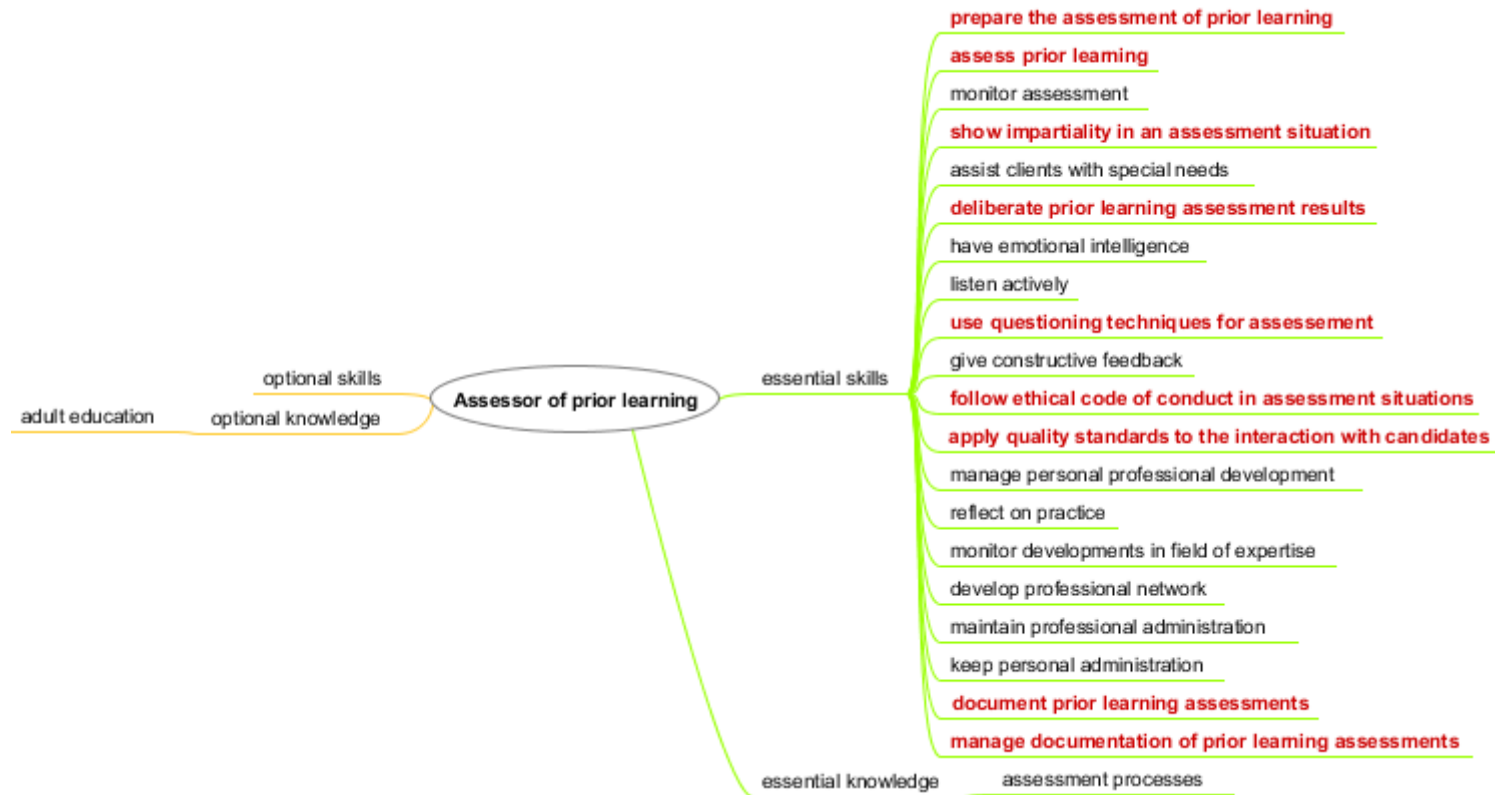 prepare the assessment of prior learning
assess prior learning
monitor assessment
show impartiality in an assessment situation
assist clients with special needs
deliberate prior learning assessment results
have emotional intelligence
listen actively
use questioning techniques for assessement
give constructive feedback
follow ethical code of conduct in assessment situations
apply quality standards to the interaction with candidates
manage personal professional development
reflect on practice
monitor developments in field of expertise
develop professional network
maintain professional administration
keep personal administration
document prior learning assessments
manage documentation of prior learning assessments
essential skills
optional skills
Assessor of prior learning
adult education
optional knowledge
essential knowledge
assessment processes